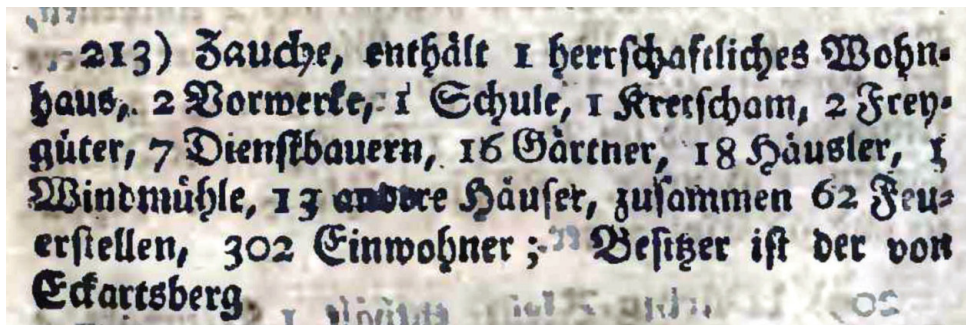 213) Zauche, enthält 1 herrschaftliches Wohn-
haus, 2 Vorwerke, 1 Schule, 1 Kretscham, 2 Frey-
güter, 7 Dienstbauern, 16 Gärtner, 18 Häusler, 1
Windmühle, 13 andere Häuser, zusammen 62 Feu-
erstellen, 302 Einwohner; Besitzer ist der von
Eckartsberg